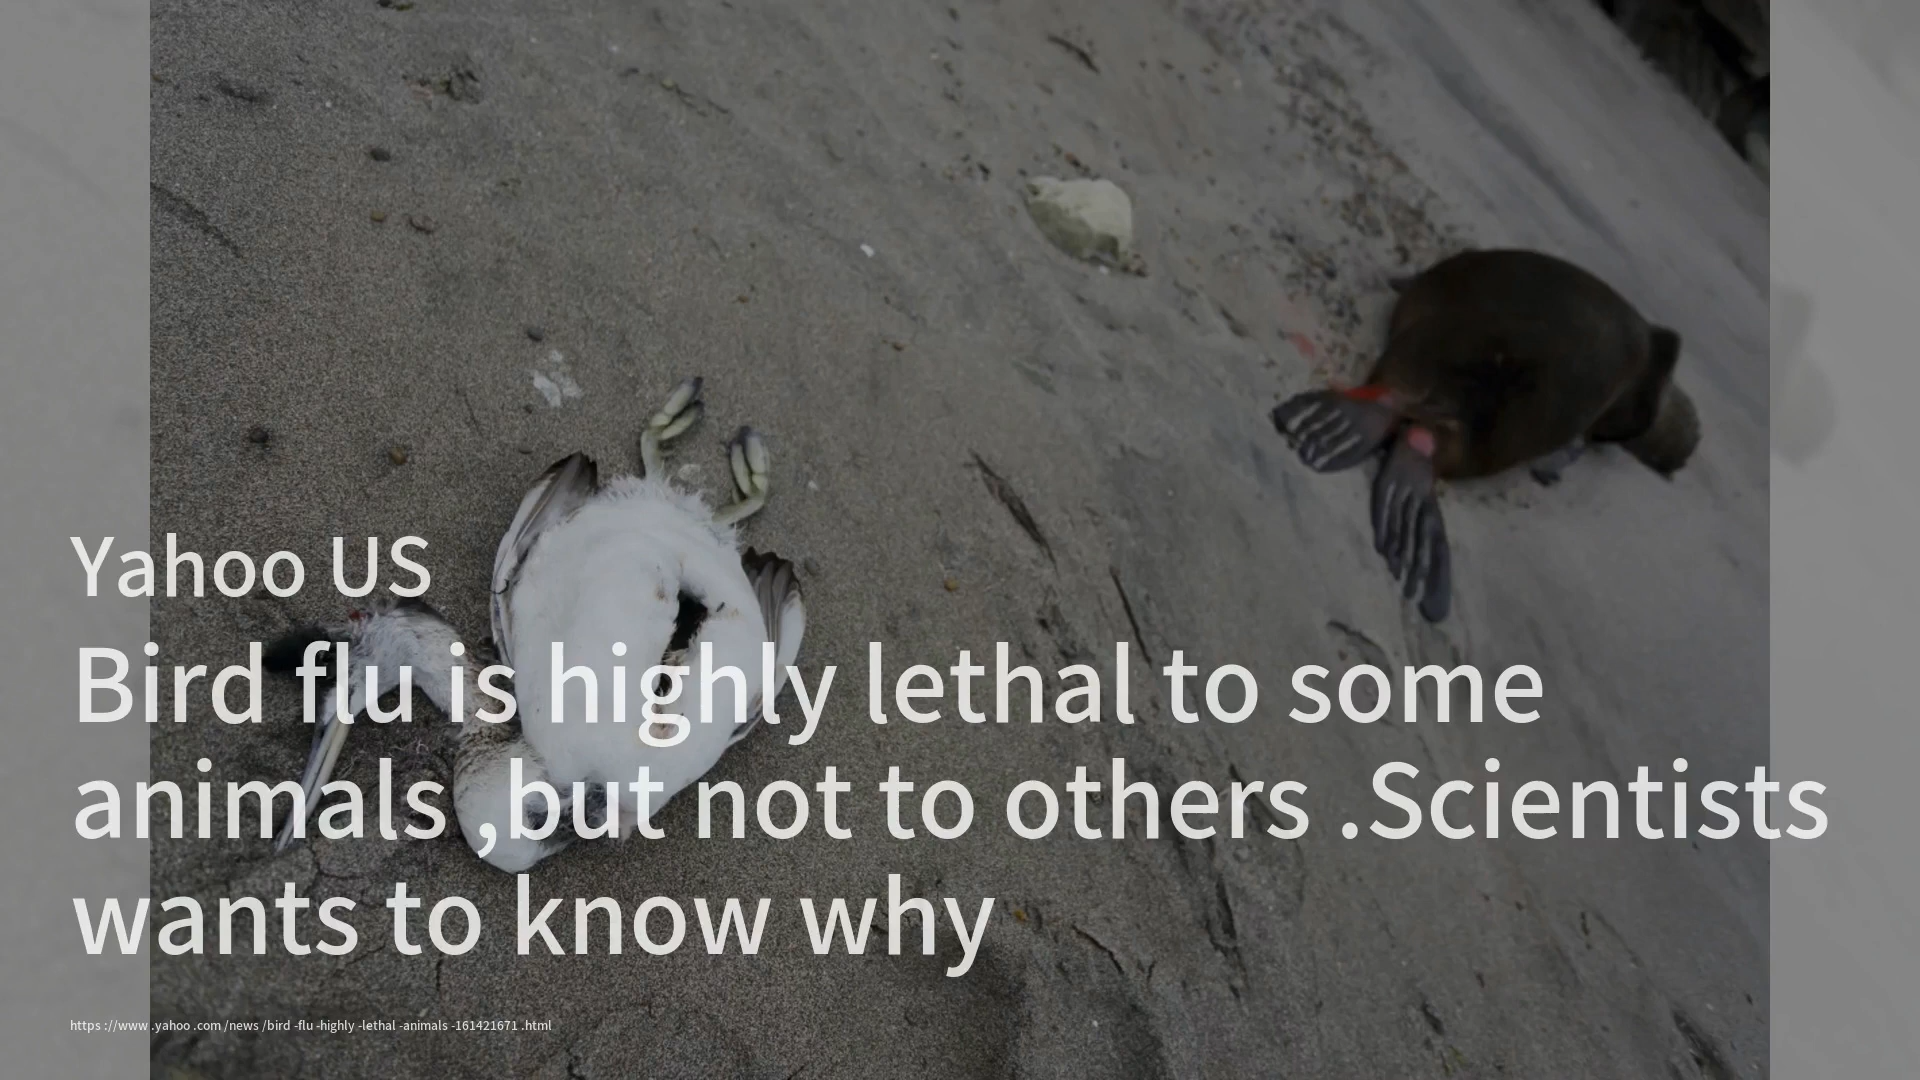 Yahoo US
Bird flu is highly lethal to some
animals ,but not to others .Scientists
wants to know why
https ://www .yahoo .com /news /bird -flu -highly -lethal -animals -161421671 .html